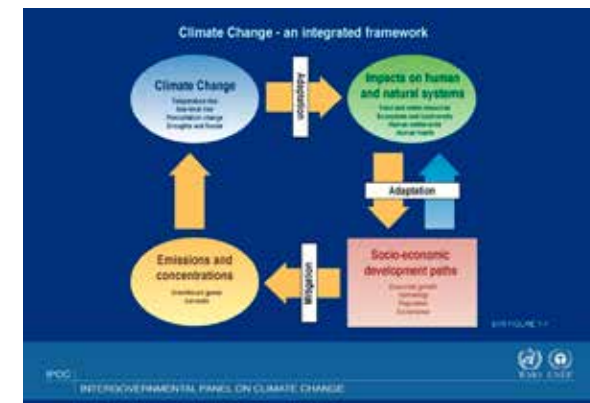 Climate Change - an integrated framework
Climate Change
Temperature rise
Sea-level rise
Precipitation change
Droughts and floods
Adaptation
Impacts on human
and natural systems
Food and water resources
Ecosystem and biodiversity
Human settlements
Human health
Adaptation
Emissions and
concentrations
Greenhouse gases
Aerosols
Mitigation
Socio-economic
development paths
Economic growth
Technology
Population
Governance
SYR FIGURE 1-1
IPCC
INTERGOVERNMENTAL PANEL ON CLIMATE CHANGE
WMO UNEP